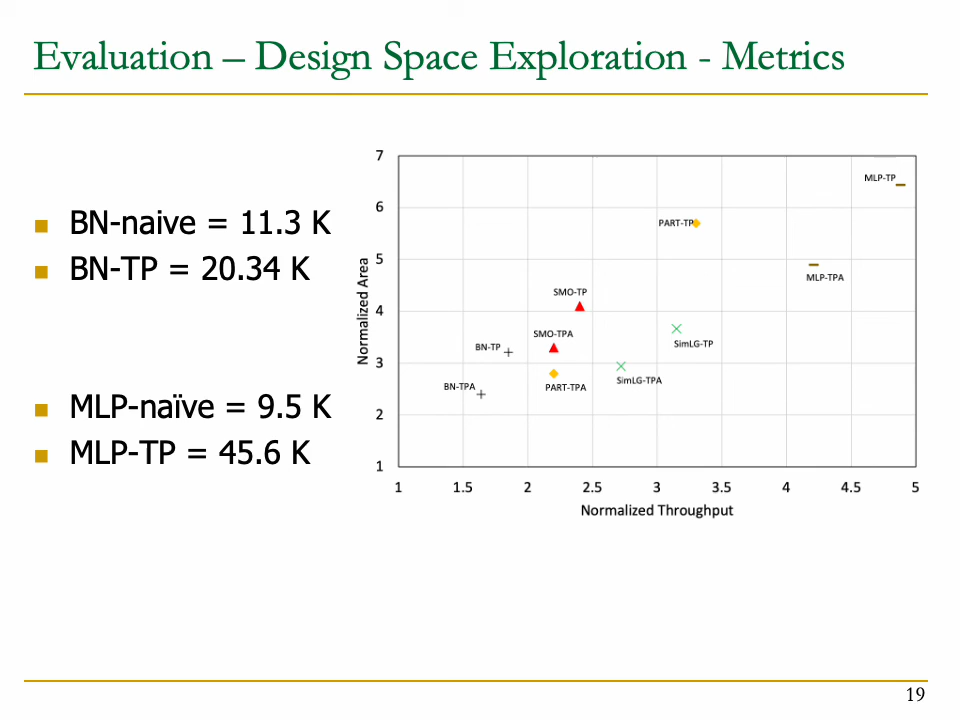 Evaluation – Design Space Exploration - Metrics
BN-naive = 11.3 K
BN-TP = 20.34 K
MLP-naïve = 9.5 K
MLP-TP = 45.6 K
7
6
5
4
3
2
1
Normalized Area
MLP-TP
PART-TP
MLP-TPA
SMO-TP
SMO-TPA
SimLG-TP
BN-TP
SimLG-TPA
BN-TPA
PART-TPA
1 1.5 2 2.5 3 3.5 4 4.5 5
Normalized Throughput
19